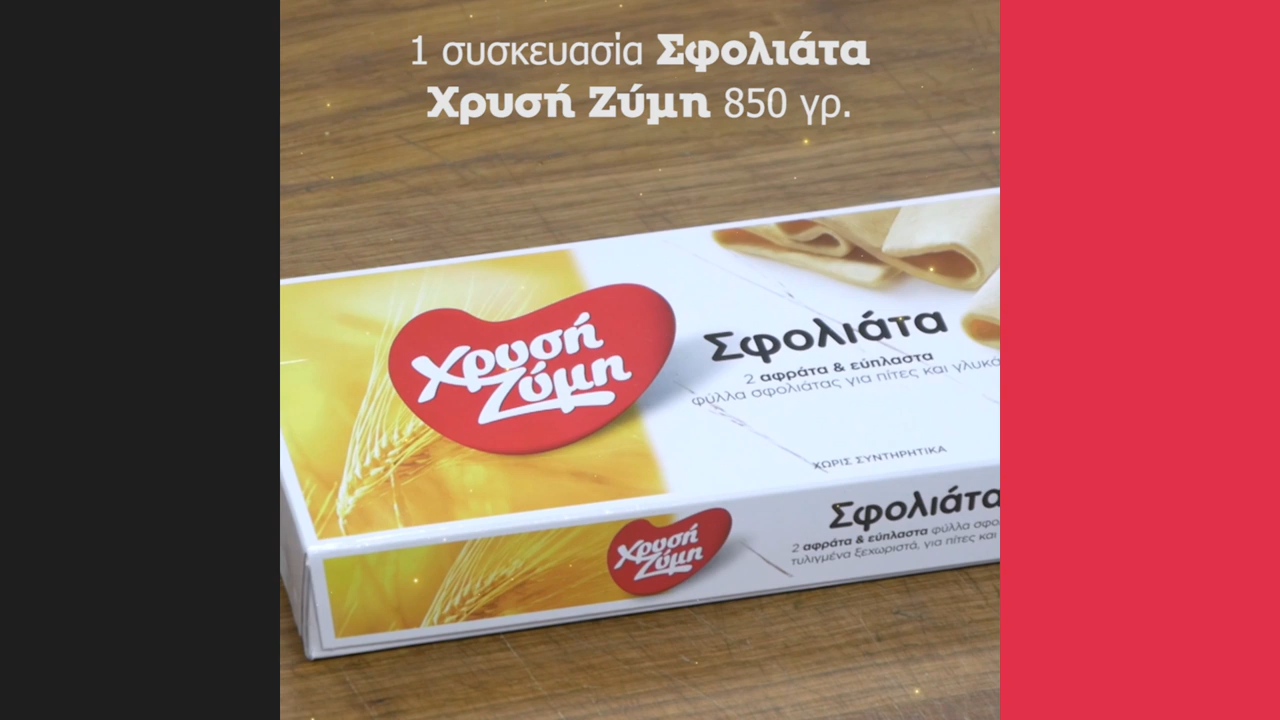 1 συσκευασία Σφολιάτα
Χρυσή Ζύμη 850 γρ.
Χρυσή
Ζύμη
Σφολιάτα
2 αφράτα & εύπλαστα
φύλλα σφολιάτας για πίτες και γλυκά
ΧΩΡΙΣ ΣΥΝΤΗΡΗΤΙΚΑ
Χρυσή
Ζύμη
Σφολιάτα
2 αφράτα & εύπλαστα φύλλα
τυλιγμένα ξεχωριστά, για πίτες και